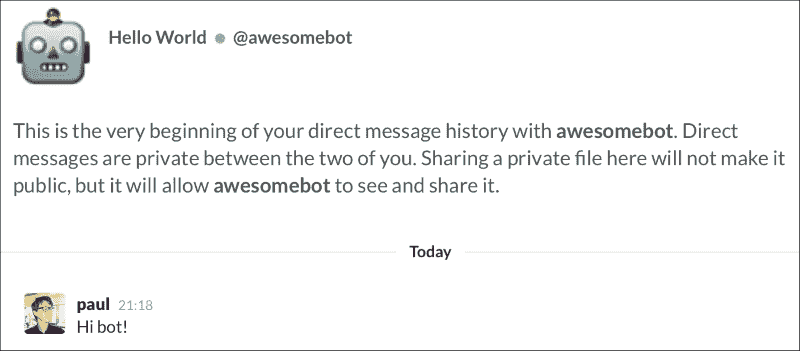 Hello World @awesomebot
This is the very beginning of your direct message history with awesomebot. Direct
messages are private between the two of you. Sharing a private file here will not make it
public, but it will allow awesomebot to see and share it.
Today
paul 21:18
Hi bot!